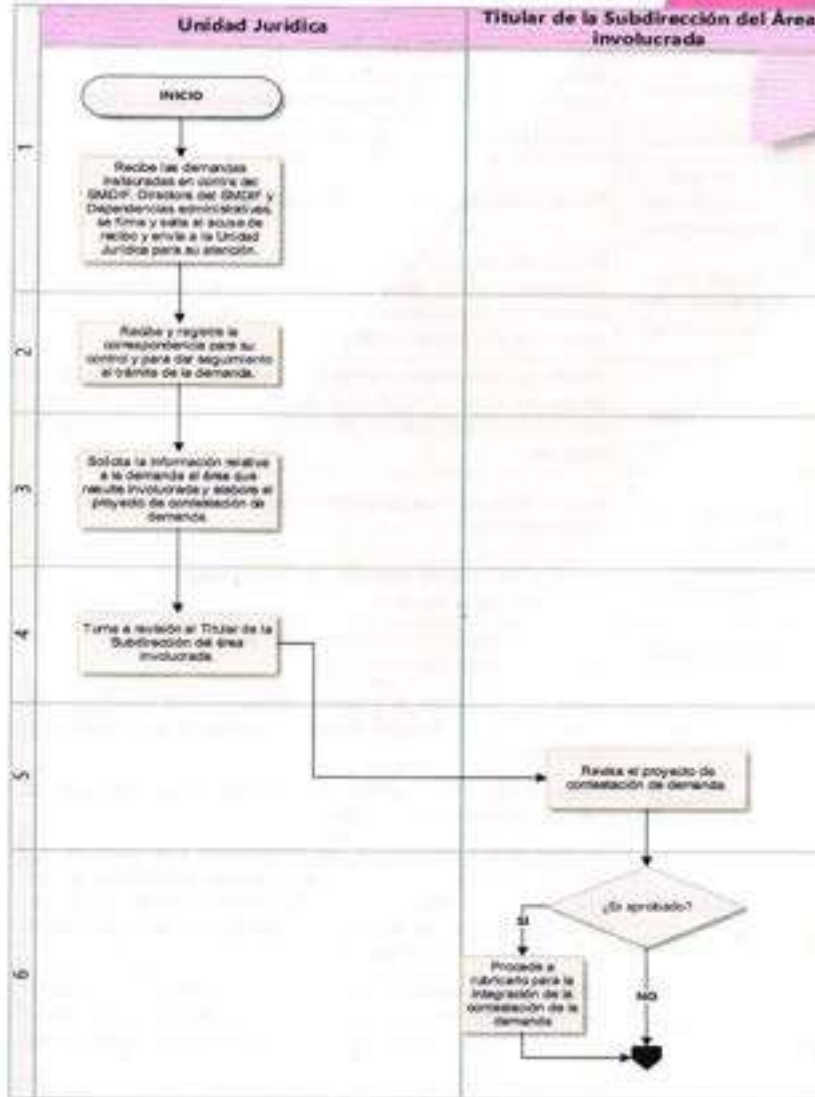 Unidad Jurídica
Titular de la Subdirección del Área
involucrada
1
INICIO
Recibe las demandas
instauradas en contra del
SMDIF, Directora del SMDIF y
Dependencias administrativas,
se firma y sella el acuse de
recibo y envía a la Unidad
Jurídica para su atención.
2
Recibe y registra la
correspondencia para su
control y para dar seguimiento
al trámite de la demanda.
3
Solicita la información relativa
a la demanda al área que
resulte involucrada y elabora el
proyecto de contestación de
demanda.
4
Turna a revisión al Titular de la
Subdirección del área
involucrada.
5
Revisa el proyecto de
contestación de demanda.
6
¿Es aprobado?
SI
Procede a
rubricarlo para la
integración de la
contestación de la
demanda
NO